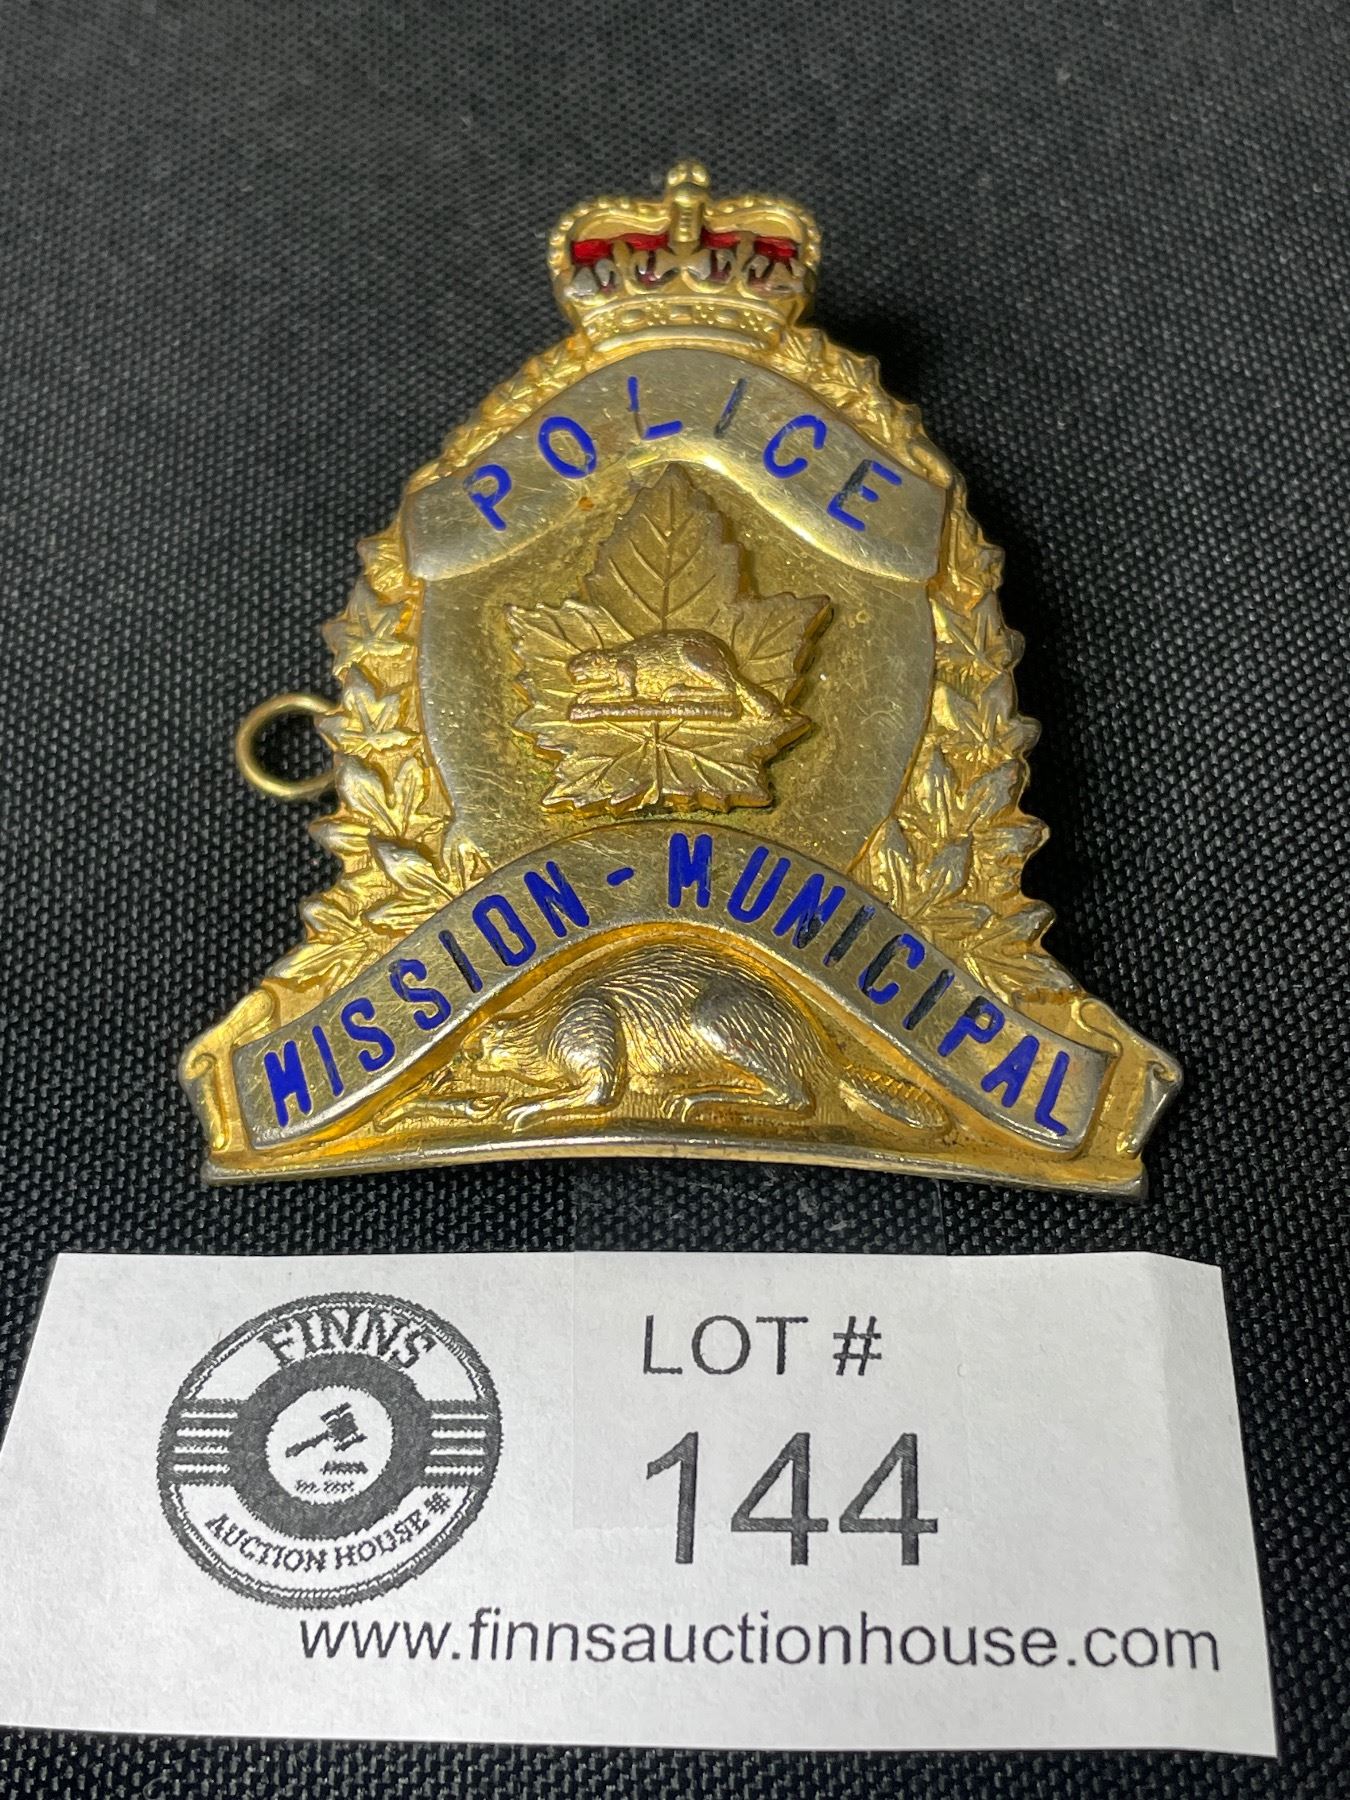 POLICE
MISSION-MUNICIPAL
FINNS
AUCTION HOUSE
LOT #
144
www.finnsauctionhouse.com